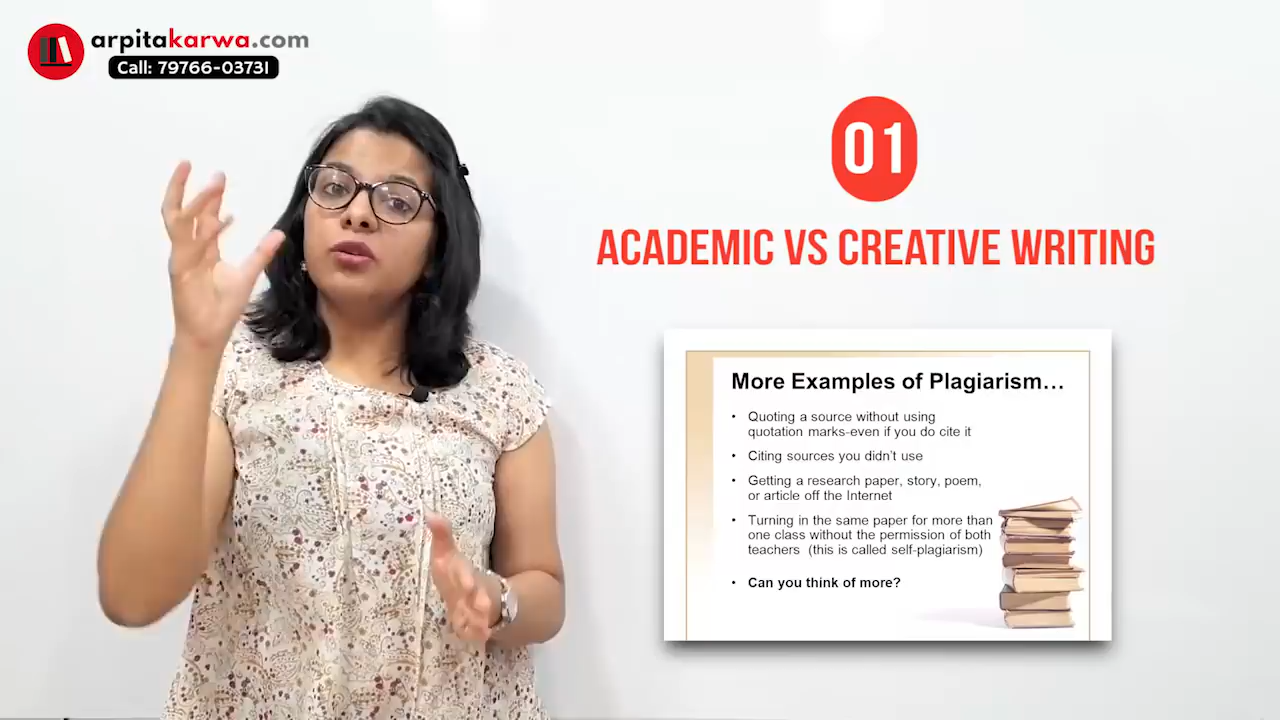 arpitakarwa.com
Call: 79766-03731
01
ACADEMIC VS CREATIVE WRITING
More Examples of Plagiarism...
• Quoting a source without using
quotation marks-even if you do cite it
• Citing sources you didn't use
• Getting a research paper, story, poem,
or article off the Internet
• Turning in the same paper for more than
one class without the permission of both
teachers (this is called self-plagiarism)
• Can you think of more?